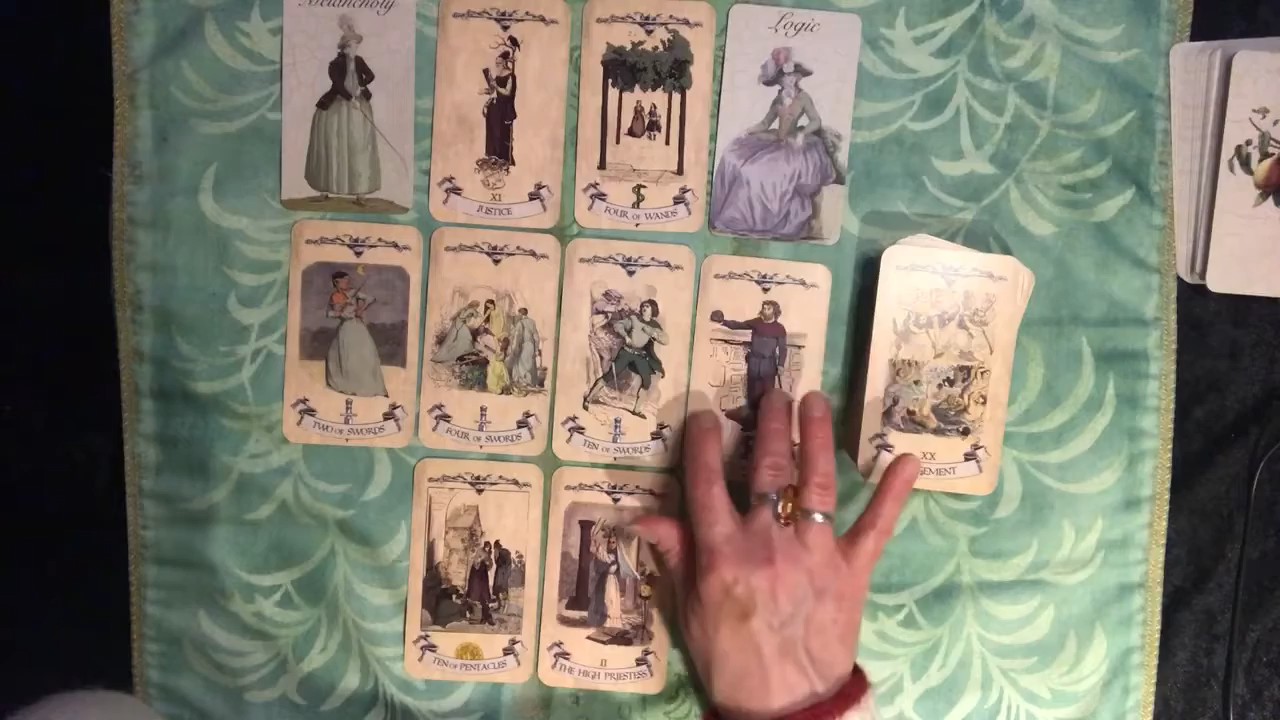 Melancholy
XI
JUSTICE
FOUR OF WANDS
Logic
TWO OF SWORDS
FOUR OF SWORDS
TEN OF SWORDS
XX
GEMENT
TEN OF PENTACLES
II
THE HIGH PRIESTESS